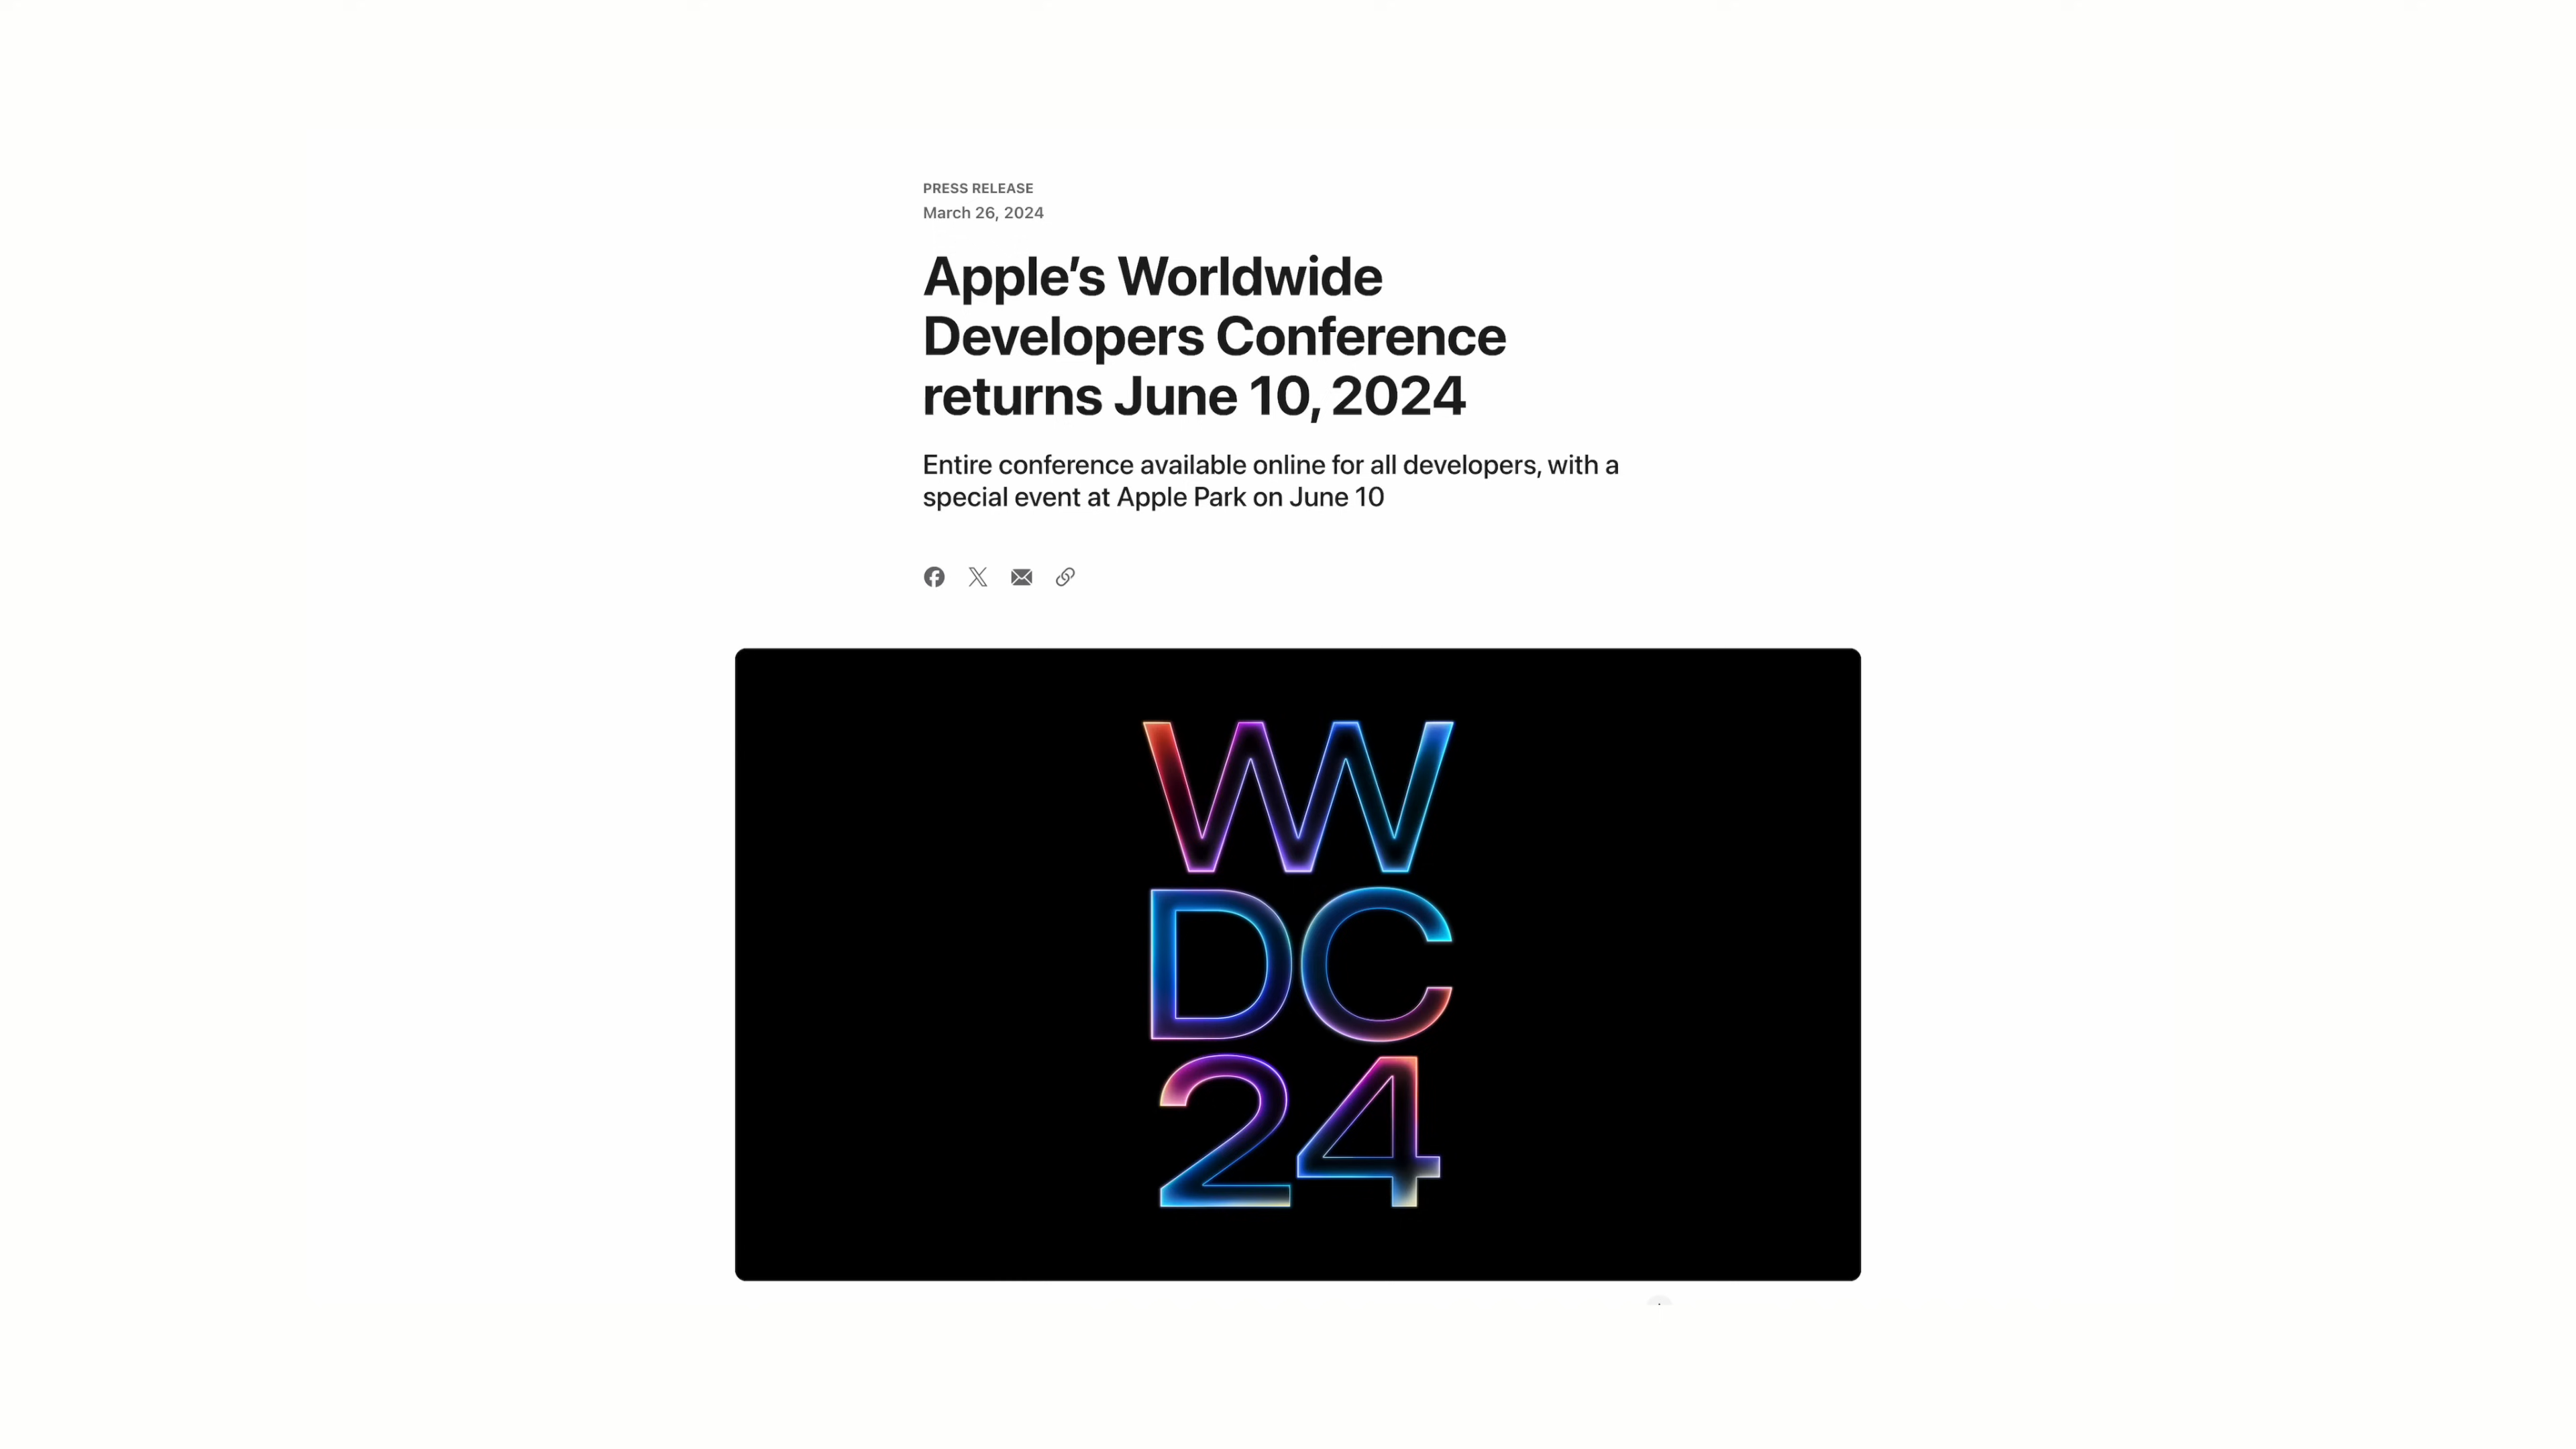 PRESS RELEASE
March 26, 2024
Apple’s Worldwide
Developers Conference
returns June 10, 2024
Entire conference available online for all developers, with a
special event at Apple Park on June 10
WW
DC
24